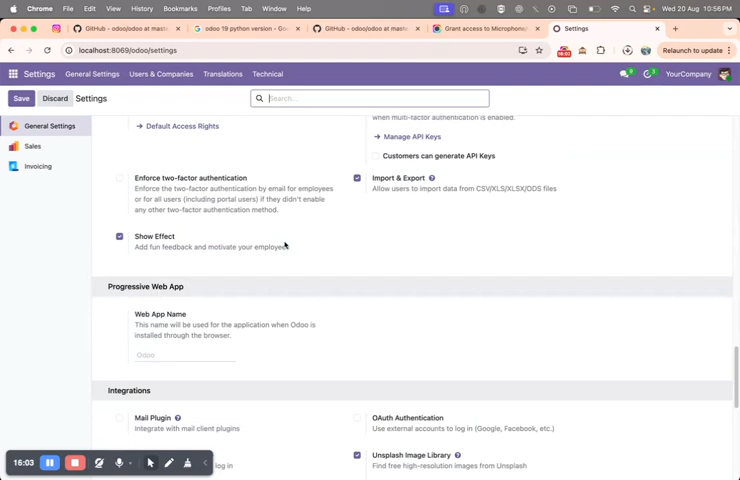 Chrome File Edit View History Bookmarks Profiles Tab Window Help Wed 20 Aug 10:56 PM
GitHub - odoo/odoo at maste odoo 19 python version - Goo GitHub - odoo/odoo at maste Grant access to Microphone/ Settings
localhost:8069/odoo/settings 16:02 Relaunch to update
Settings General Settings Users & Companies Translations Technical 9 3 YourCompany
Save Discard Settings Search...
General Settings
Sales
Invoicing
when multi-factor authentication is enabled.
Default Access Rights
Manage API Keys
Customers can generate API Keys
Enforce two-factor authentication
Enforce the two-factor authentication by email for employees
or for all users (including portal users) if they didn't enable
any other two-factor authentication method.
Import & Export ?
Allow users to import data from CSV/XLS/XLSX/ODS files
Show Effect
Add fun feedback and motivate your employees
Progressive Web App
Web App Name
This name will be used for the application when Odoo is
installed through the browser.
Odoo
Integrations
Mail Plugin ?
Integrate with mail client plugins
OAuth Authentication
Use external accounts to log in (Google, Facebook, etc.)
Unsplash Image Library ?
Find free high-resolution images from Unsplash
16:03
log in